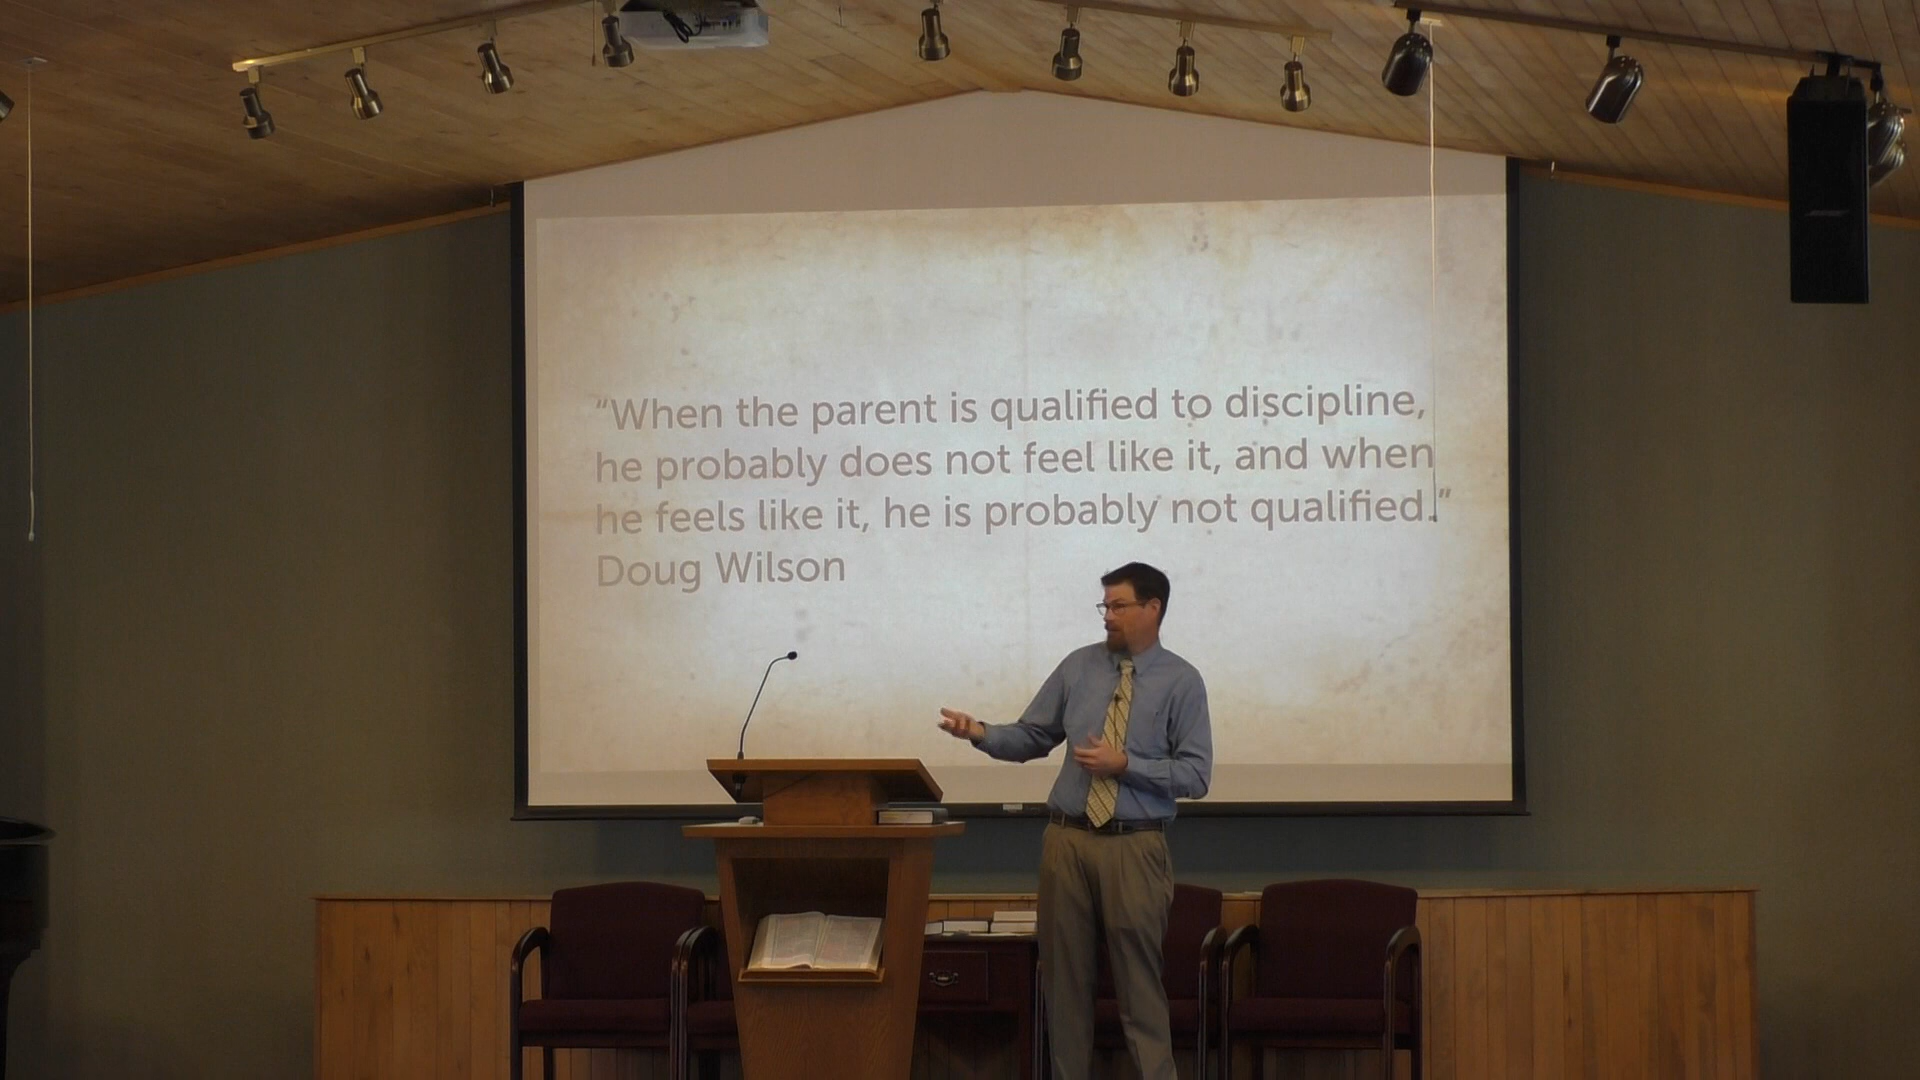 “When the parent is qualified to discipline,
he probably does not feel like it, and when
he feels like it, he is probably not qualified.”
Doug Wilson